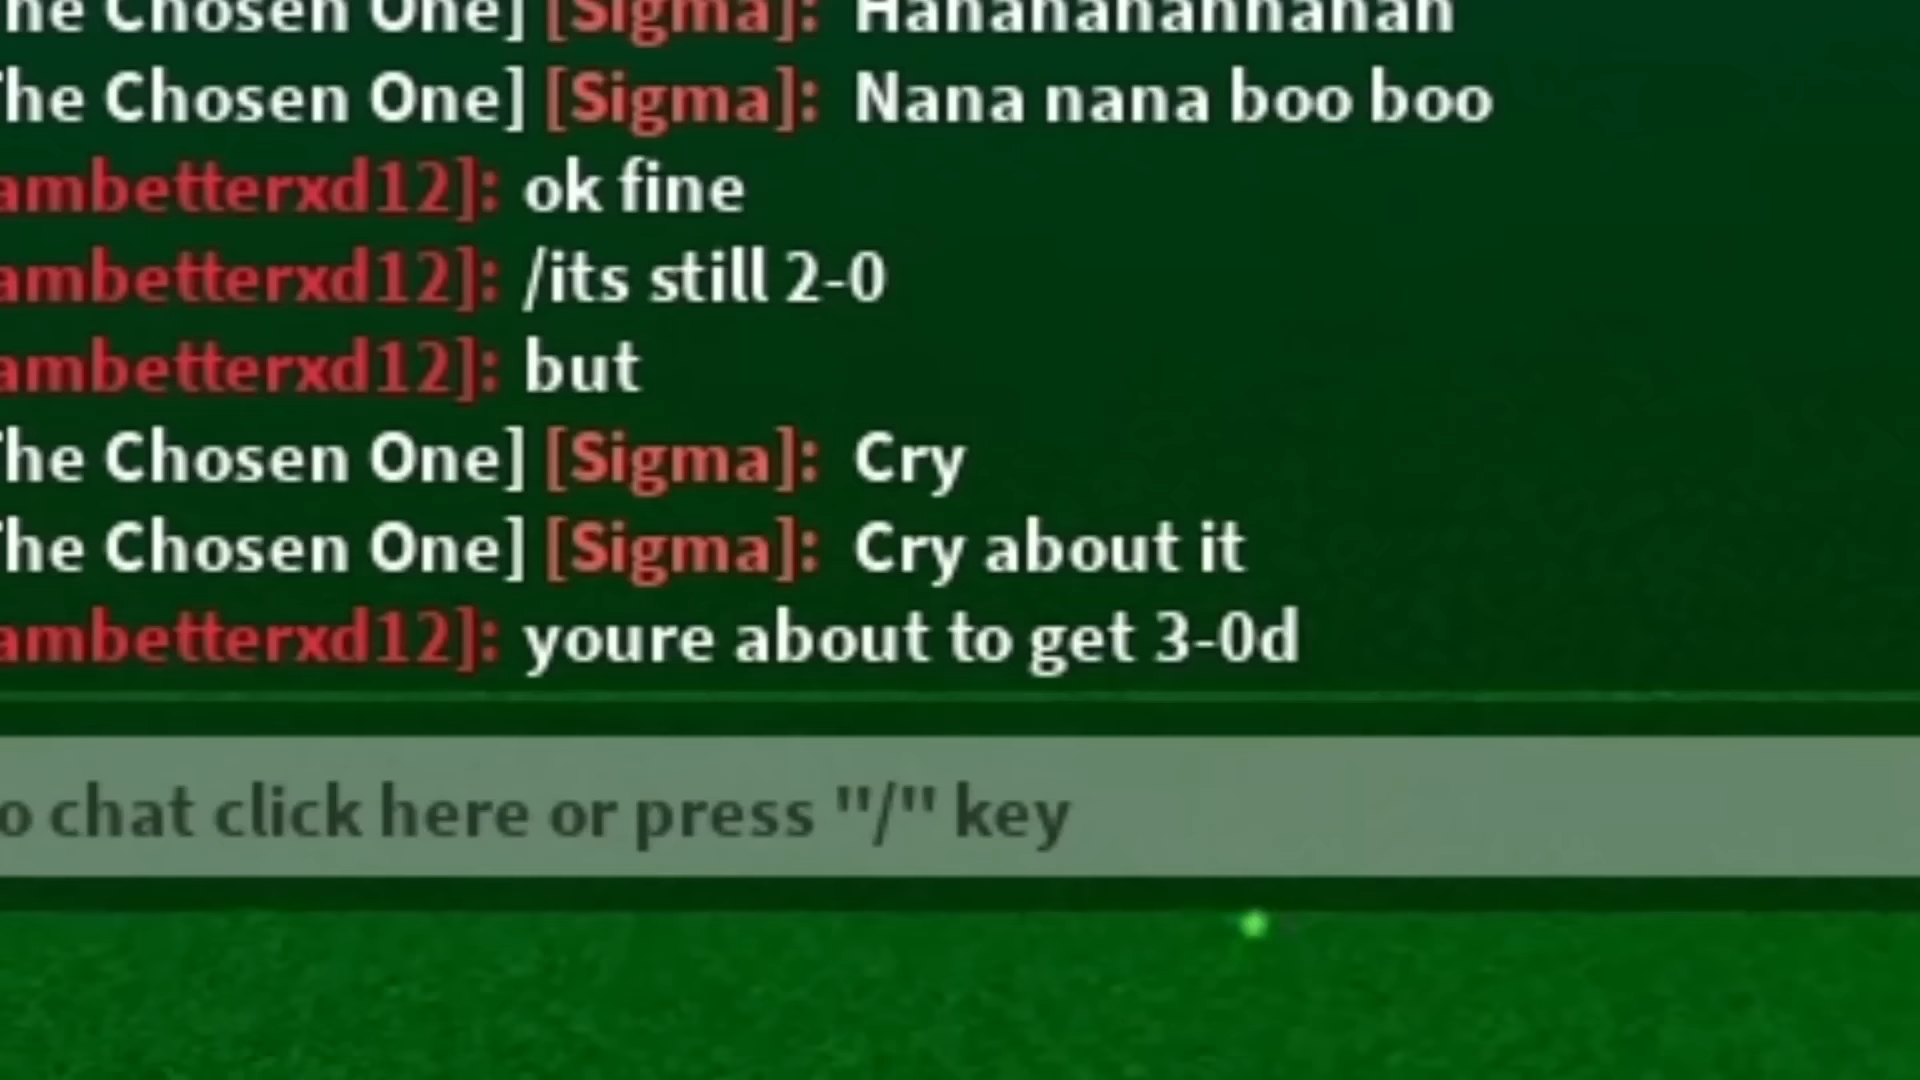 he Chosen One] [Sigma]: Hahahahahhahah
he Chosen One] [Sigma]: Nana nana boo boo
ambetterxd12]: ok fine
ambetterxd12]: /its still 2-0
ambetterxd12]: but
he Chosen One] [Sigma]: Cry
he Chosen One] [Sigma]: Cry about it
ambetterxd12]: youre about to get 3-0d
o chat click here or press "/" key